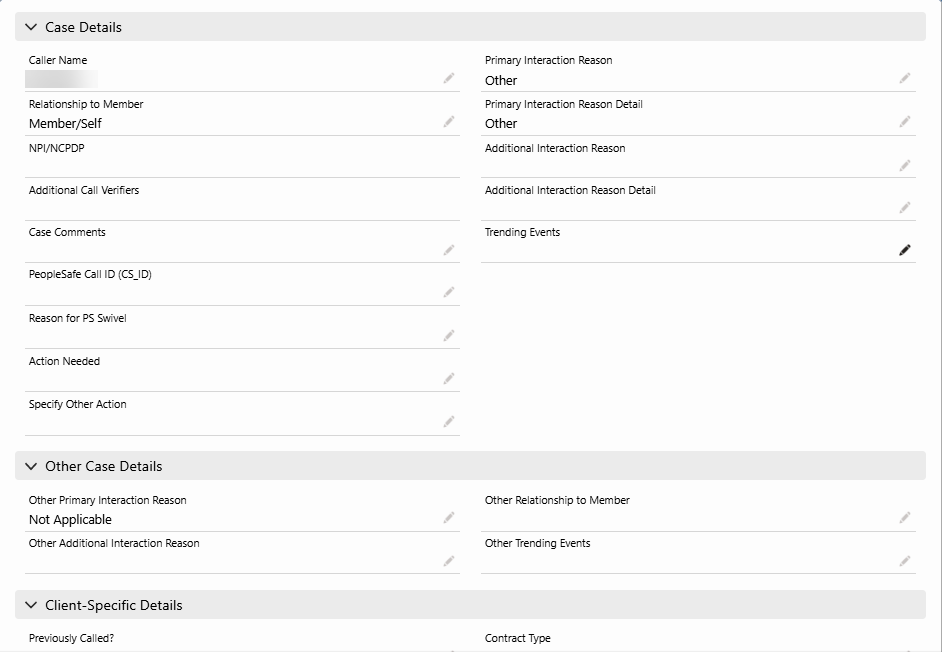 Case Details
Caller Name
Primary Interaction Reason
Other
Relationship to Member
Member/Self
Primary Interaction Reason Detail
Other
NPI/NCPDP
Additional Interaction Reason
Additional Call Verifiers
Additional Interaction Reason Detail
Case Comments
Trending Events
PeopleSafe Call ID (CS_ID)
Reason for PS Swivel
Action Needed
Specify Other Action
Other Case Details
Other Primary Interaction Reason
Not Applicable
Other Relationship to Member
Other Additional Interaction Reason
Other Trending Events
Client-Specific Details
Previously Called?
Contract Type